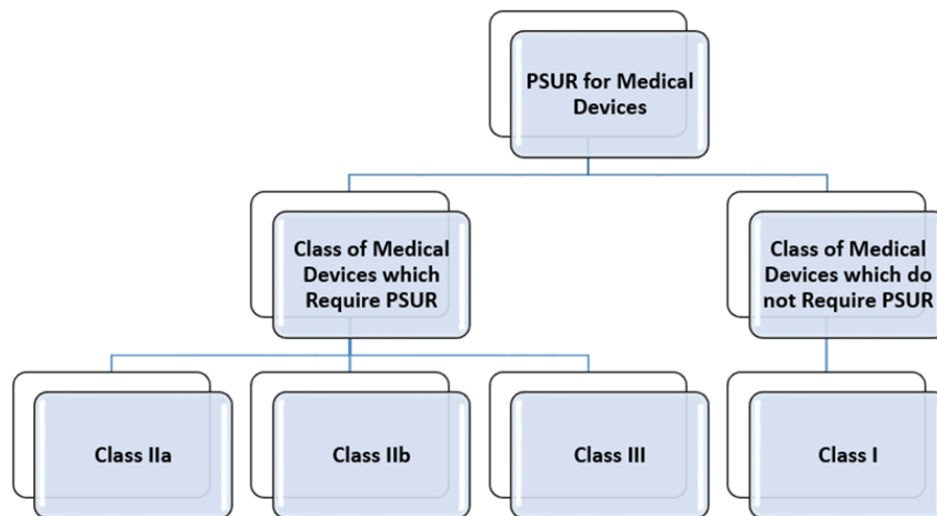 PSUR for Medical
Devices
Class of Medical
Devices which
Require PSUR
Class of Medical
Devices which do
not Require PSUR
Class IIa
Class IIb
Class III
Class I